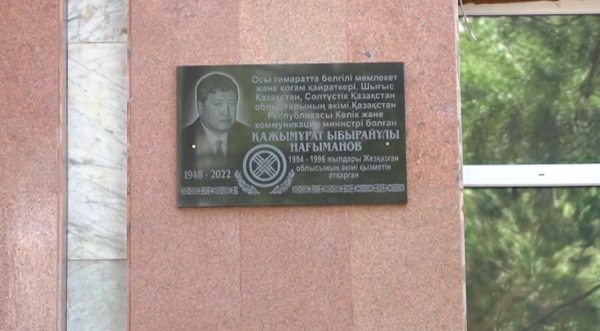 Осы ғимаратта белгілі мемлекет
және қоғам қайраткері. Шығыс
Қазақстан, Солтүстік Қазақстан
облыстарының әкімі,Қазақстан
Республикасы Көлік және
коммуникация министрі болған
ҚАЖЫМҰРАТ ЫБЫРАЙҰЛЫ
НАҒЫМАНОВ
1994 - 1996 жылдары Жезқазған
облысының әкімі қызметін
атқарған
1948 - 2022